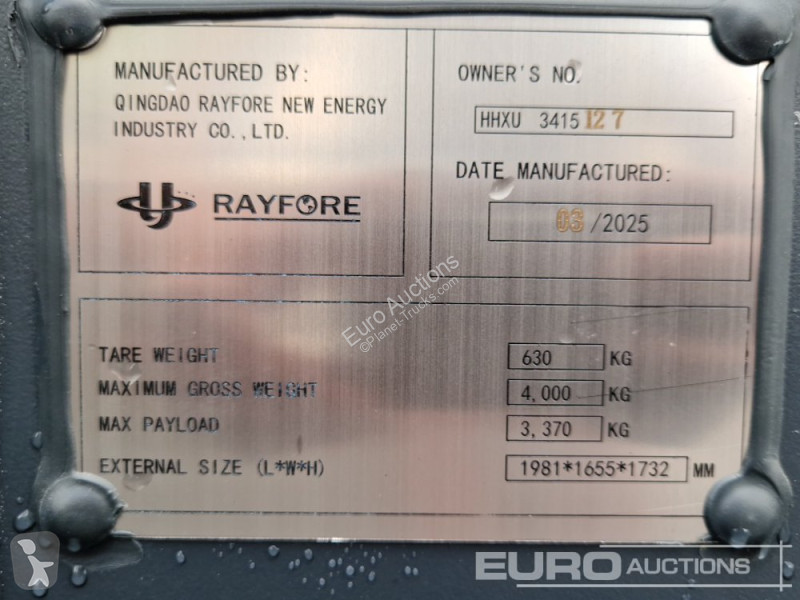 MANUFACTURED BY:
QINGDAO RAYFORE NEW ENERGY
INDUSTRY CO.,LTD.
RAYFORE
OWNER'S NO.
HHXU 3415127
DATE MANUFACTURED:
06/2025
TARE WEIGHT 630 KG
MAXIMUM GROSS WEIGHT 4,000 KG
MAX PAYLOAD 3,370 KG
EXTERNAL SIZE (L*W*H) 1981*1655*1732 MM
Euro Auctions
©Planet-Trucks.com
EURO AUCTIONS